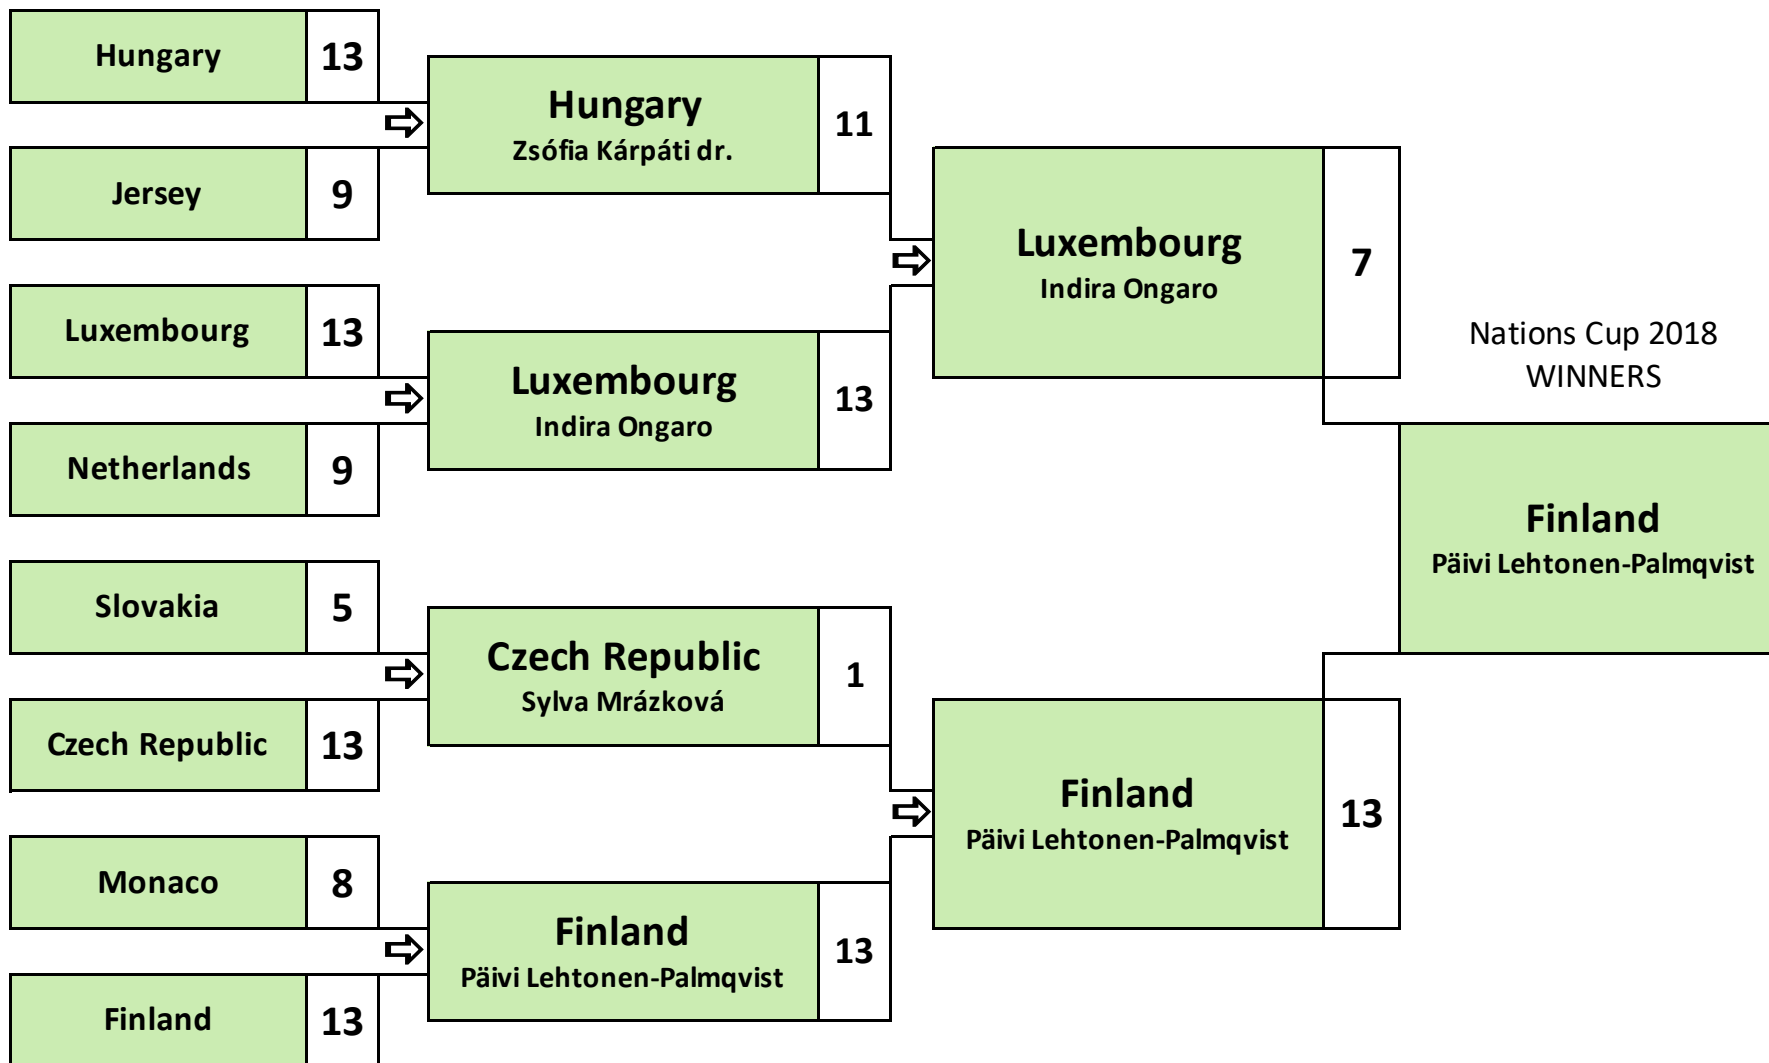 Hungary 13
Jersey 9
Luxembourg 13
Netherlands 9
Slovakia 5
Czech Republic 13
Monaco 8
Finland 13
Hungary
Zsófia Kárpáti dr.
11
Luxembourg
Indira Ongaro
13
Czech Republic
Sylva Mrázková
1
Finland
Päivi Lehtonen-Palmqvist
13
Luxembourg
Indira Ongaro
7
Finland
Päivi Lehtonen-Palmqvist
13
Nations Cup 2018
WINNERS
Finland
Päivi Lehtonen-Palmqvist